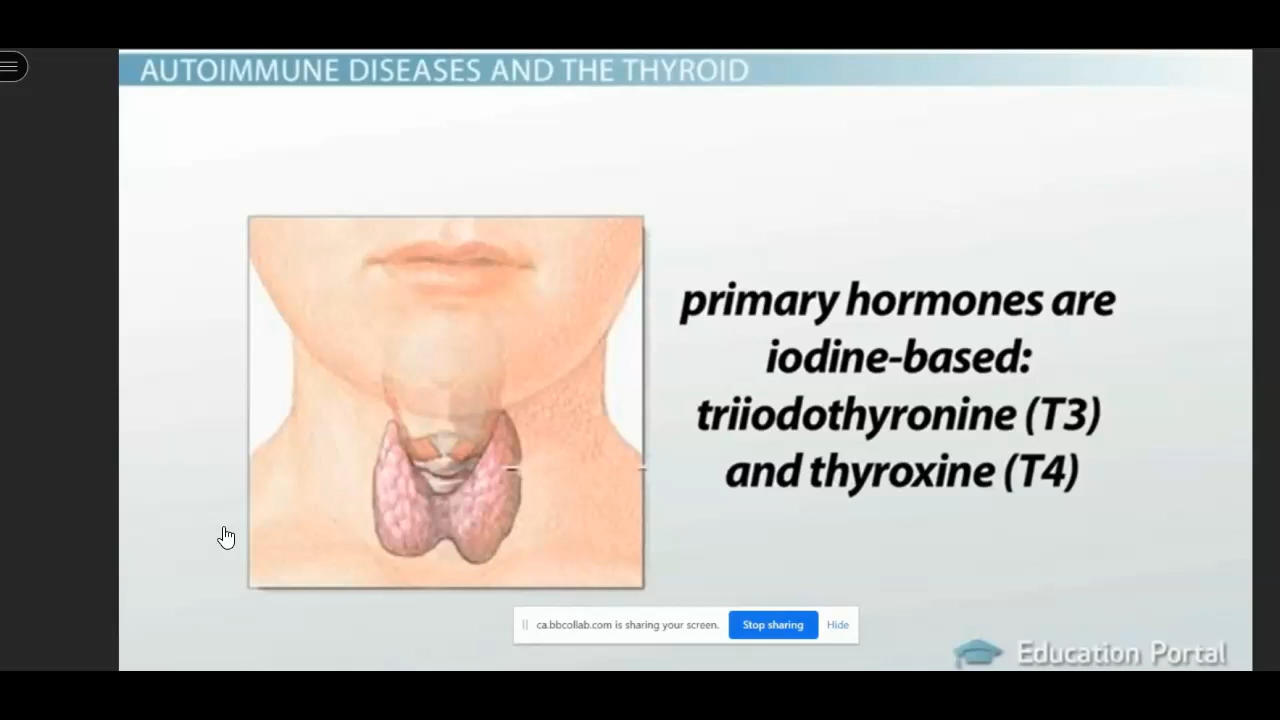 AUTOIMMUNE DISEASES AND THE THYROID
primary hormones are
iodine-based:
triiodothyronine (T3)
and thyroxine (T4)
ca.bbcollab.com is sharing your screen. Stop sharing Hide
Education Portal